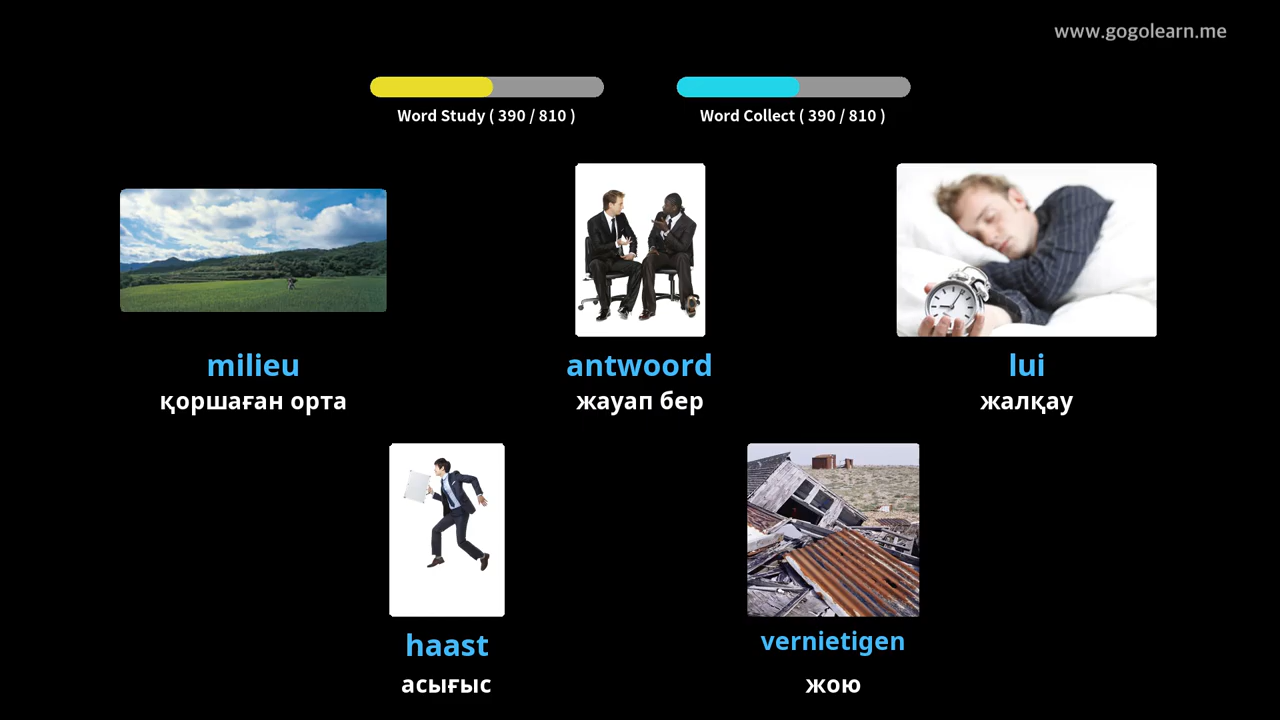 www.gogolearn.me
Word Study ( 390 / 810 )
Word Collect ( 390 / 810 )
milieu
қоршаған орта
antwoord
жауап бер
lui
жалқау
haast
асығыс
vernietigen
жою